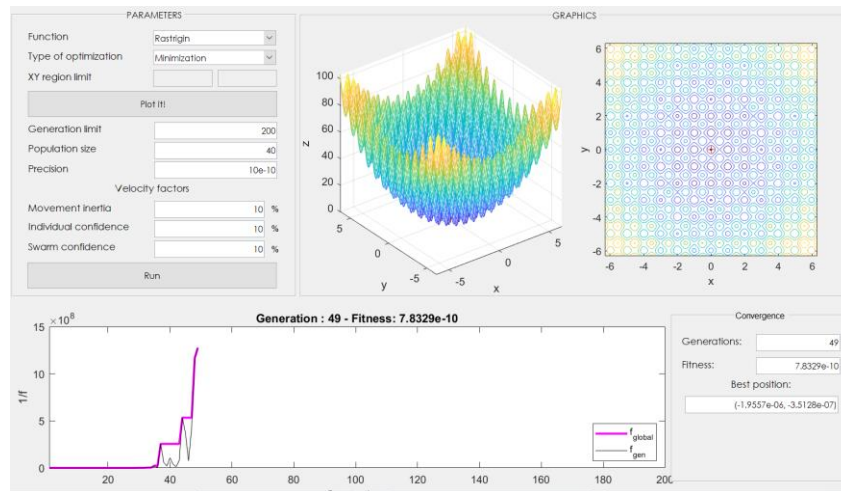 PARAMETERS
Function Rastrigin
Type of optimization Minimization
XY region limit
Plot it!
Generation limit 200
Population size 40
Precision 10e-10
Velocity factors
Movement inertia 10 %
Individual confidence 10 %
Swarm confidence 10 %
Run
GRAPHICS
100
80
60
40
20
0
z
5
0
-5
y
-5
0
5
x
6
4
2
0
-2
-4
-6
y
-6 -4 -2 0 2 4 6
x
Generation : 49 - Fitness: 7.8329e-10
×10^8
15
10
5
0
1/f
20 40 60 80 100 120 140 160 180 200
f_global
f_gen
Convergence
Generations: 49
Fitness: 7.8329e-10
Best position:
(-1.9557e-06, -3.5128e-07)